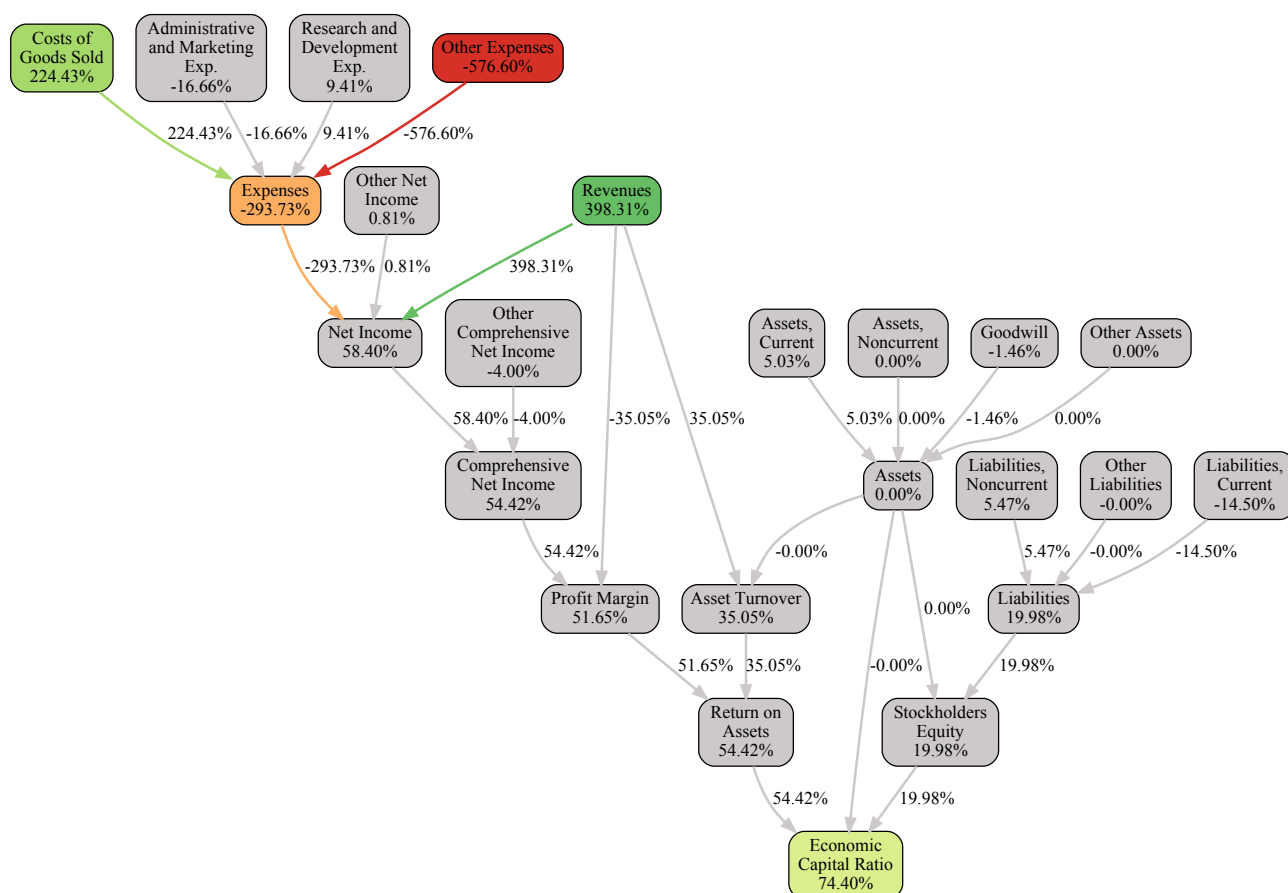 Costs of
Goods Sold
224.43%
Administrative
and Marketing
Exp.
-16.66%
Research and
Development
Exp.
9.41%
Other Expenses
-576.60%
224.43%
-16.66%
9.41%
-576.60%
Expenses
-293.73%
Other Net
Income
0.81%
Revenues
398.31%
-293.73%
0.81%
398.31%
Net Income
58.40%
Other
Comprehensive
Net Income
-4.00%
Assets,
Current
5.03%
Assets,
Noncurrent
0.00%
Goodwill
-1.46%
Other Assets
0.00%
58.40%
-4.00%
-35.05%
35.05%
5.03%
0.00%
-1.46%
0.00%
Comprehensive
Net Income
54.42%
Assets
0.00%
Liabilities,
Noncurrent
5.47%
Other
Liabilities
-0.00%
Liabilities,
Current
-14.50%
54.42%
-0.00%
5.47%
-0.00%
-14.50%
Profit Margin
51.65%
Asset Turnover
35.05%
0.00%
Liabilities
19.98%
51.65%
35.05%
-0.00%
19.98%
Return on
Assets
54.42%
Stockholders
Equity
19.98%
54.42%
19.98%
Economic
Capital Ratio
74.40%